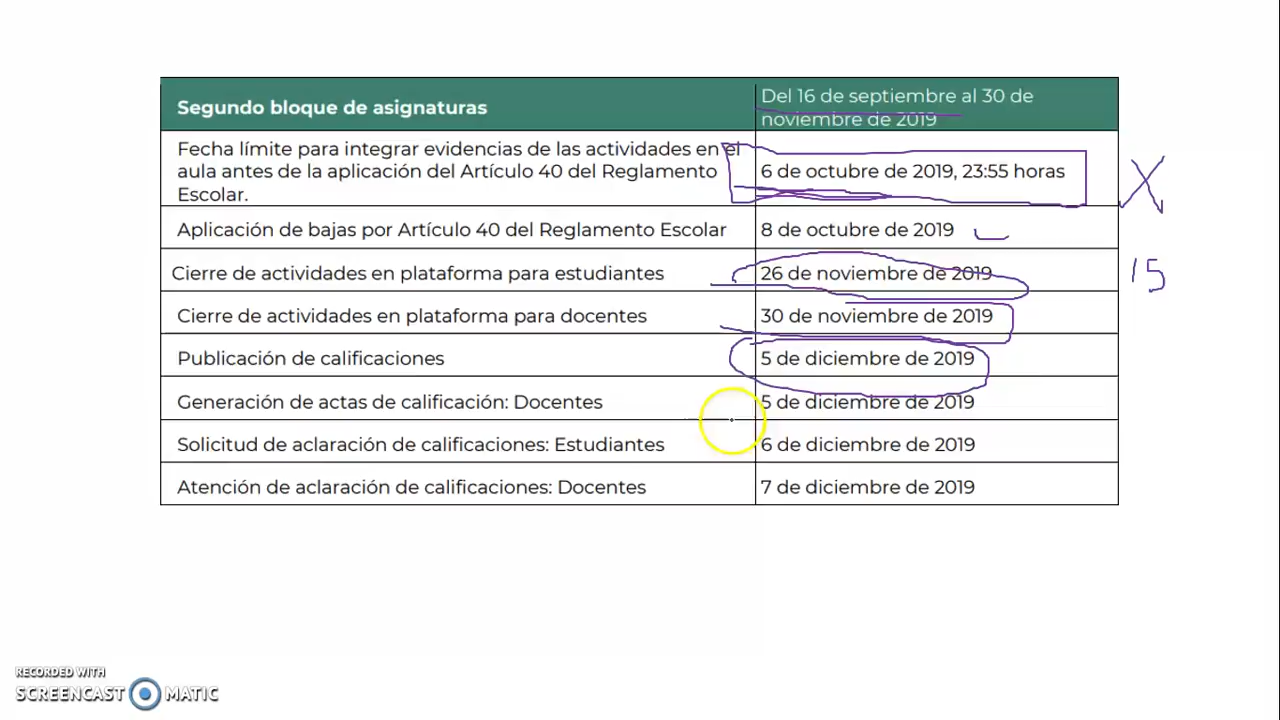 Segundo bloque de asignaturas
Del 16 de septiembre al 30 de
noviembre de 2019
Fecha límite para integrar evidencias de las actividades en el
aula antes de la aplicación del Artículo 40 del Reglamento
Escolar.
6 de octubre de 2019, 23:55 horas
X
Aplicación de bajas por Artículo 40 del Reglamento Escolar
8 de octubre de 2019
Cierre de actividades en plataforma para estudiantes
26 de noviembre de 2019
15
Cierre de actividades en plataforma para docentes
30 de noviembre de 2019
Publicación de calificaciones
5 de diciembre de 2019
Generación de actas de calificación: Docentes
5 de diciembre de 2019
Solicitud de aclaración de calificaciones: Estudiantes
6 de diciembre de 2019
Atención de aclaración de calificaciones: Docentes
7 de diciembre de 2019
RECORDED WITH
SCREENCAST MATIC